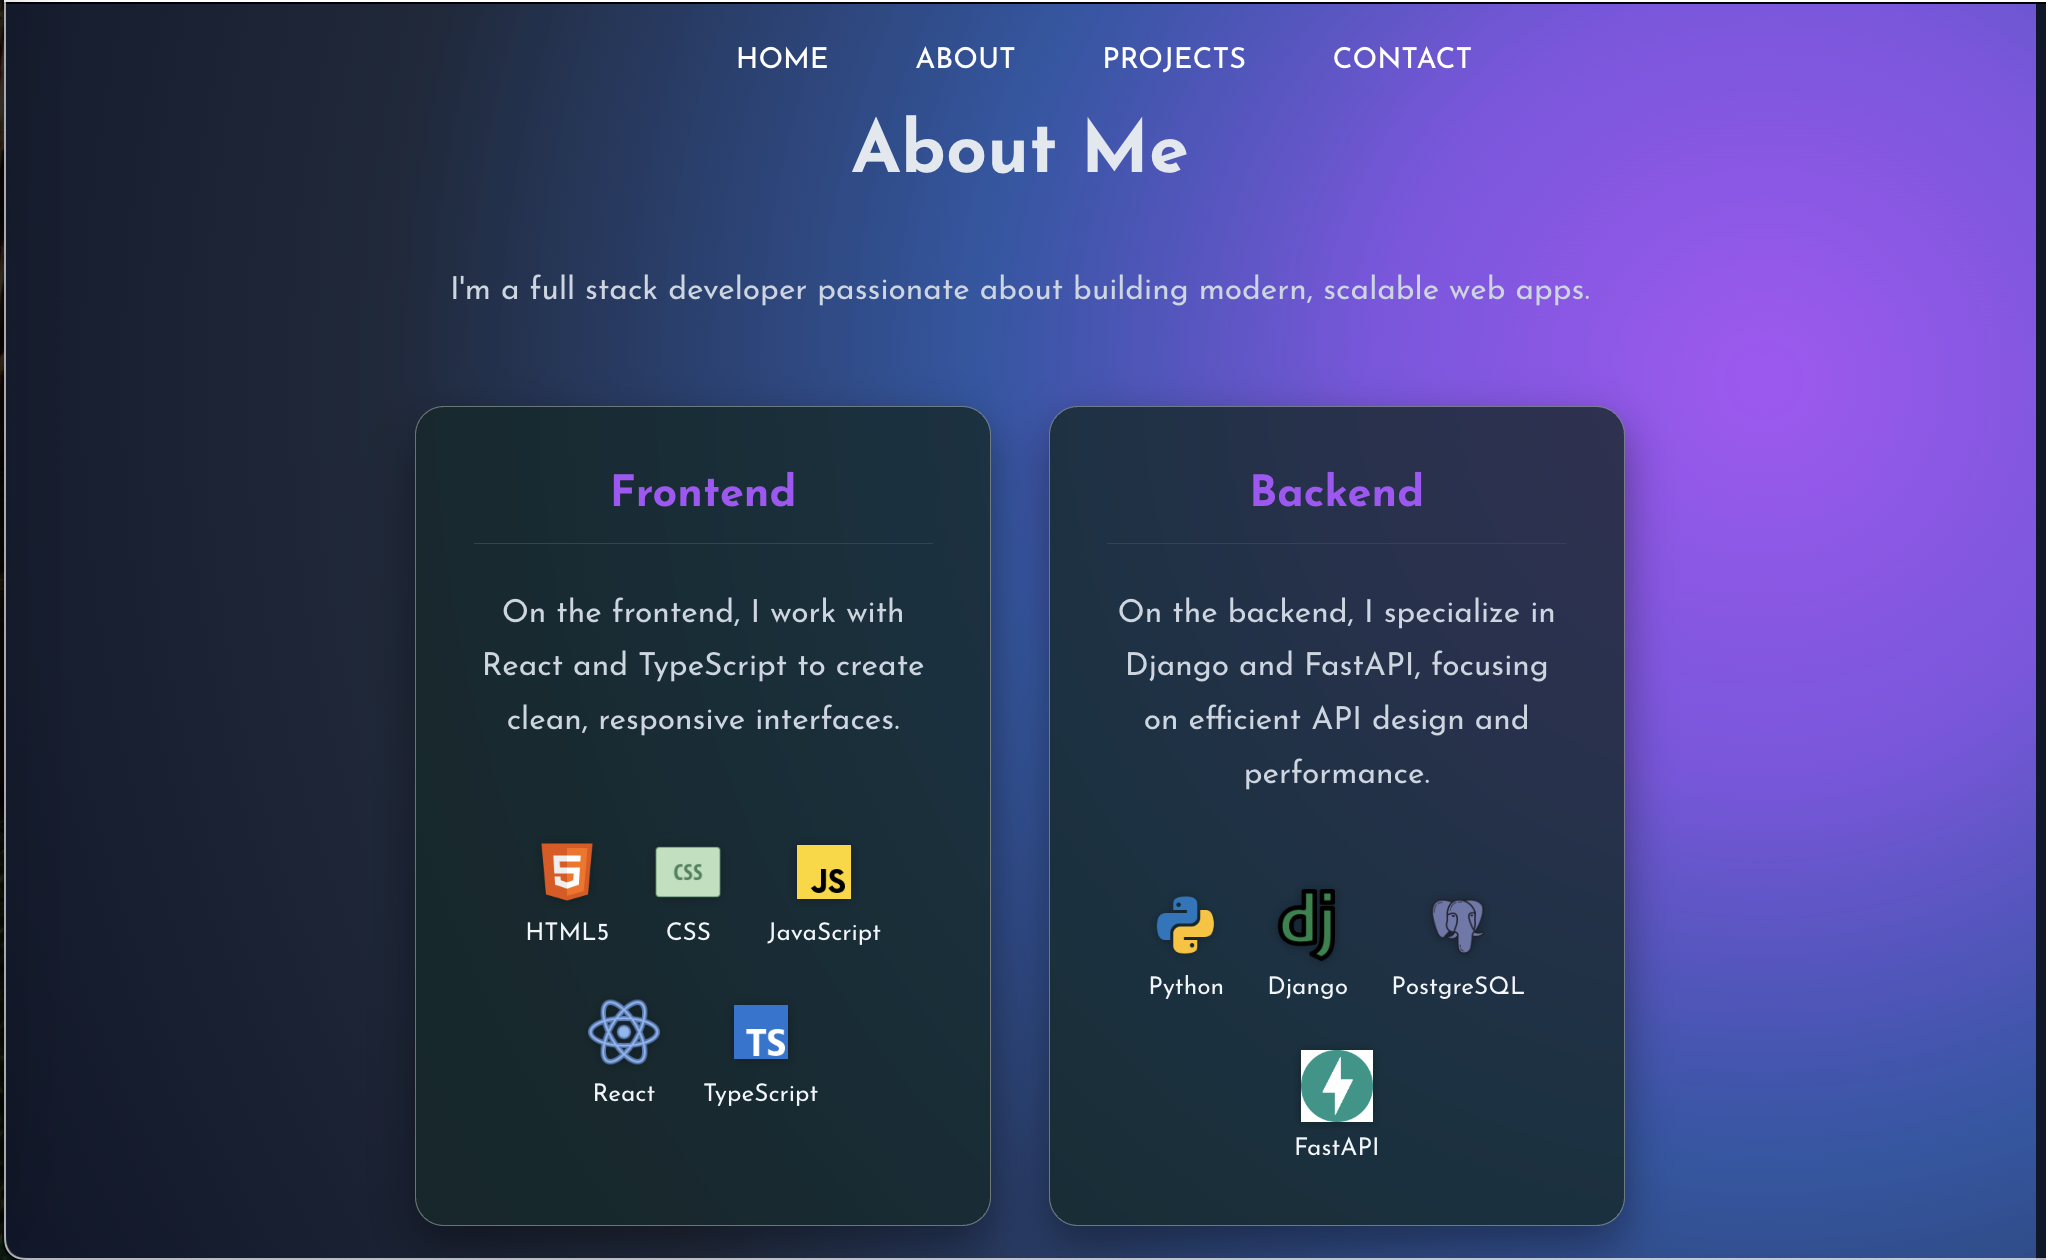 HOME ABOUT PROJECTS CONTACT
About Me
I'm a full stack developer passionate about building modern, scalable web apps.
Frontend
On the frontend, I work with
React and TypeScript to create
clean, responsive interfaces.
5 CSS JS
HTML5 CSS JavaScript
TS
React TypeScript
Backend
On the backend, I specialize in
Django and FastAPI, focusing
on efficient API design and
performance.
dj
Python Django PostgreSQL
FastAPI